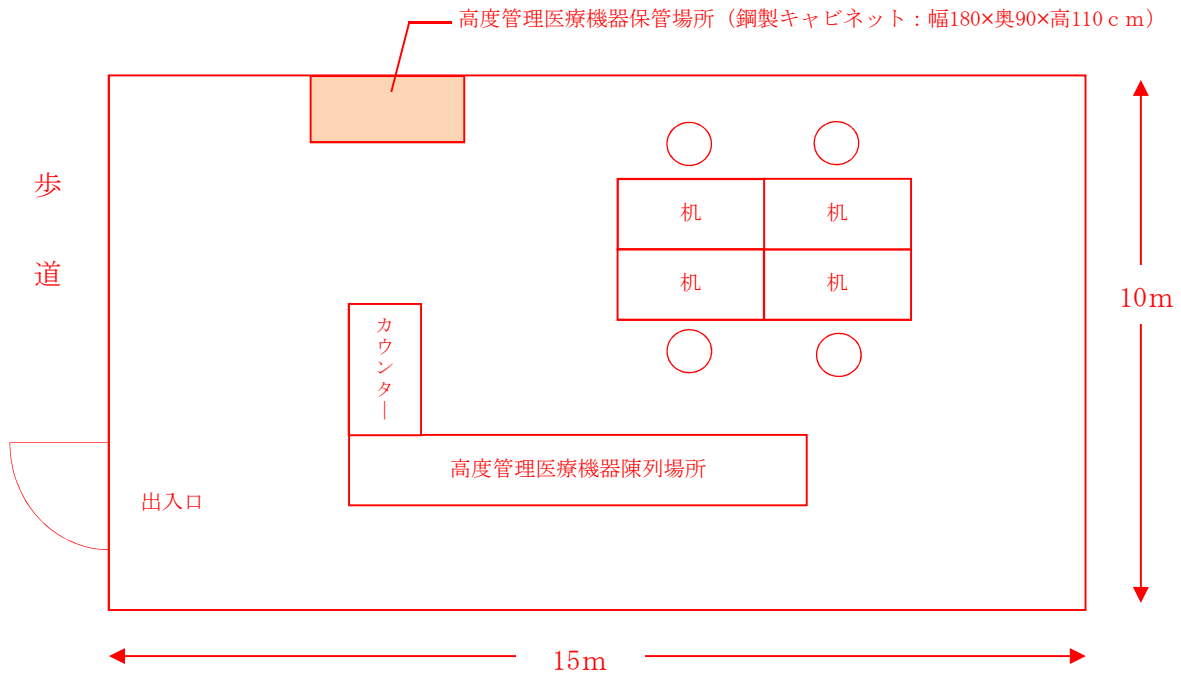 高度管理医療機器保管場所（鋼製キャビネット：幅180×奥90×高110ｃｍ）
歩道
机
机
机
机
10m
カウンター
高度管理医療機器陳列場所
出入口
15m